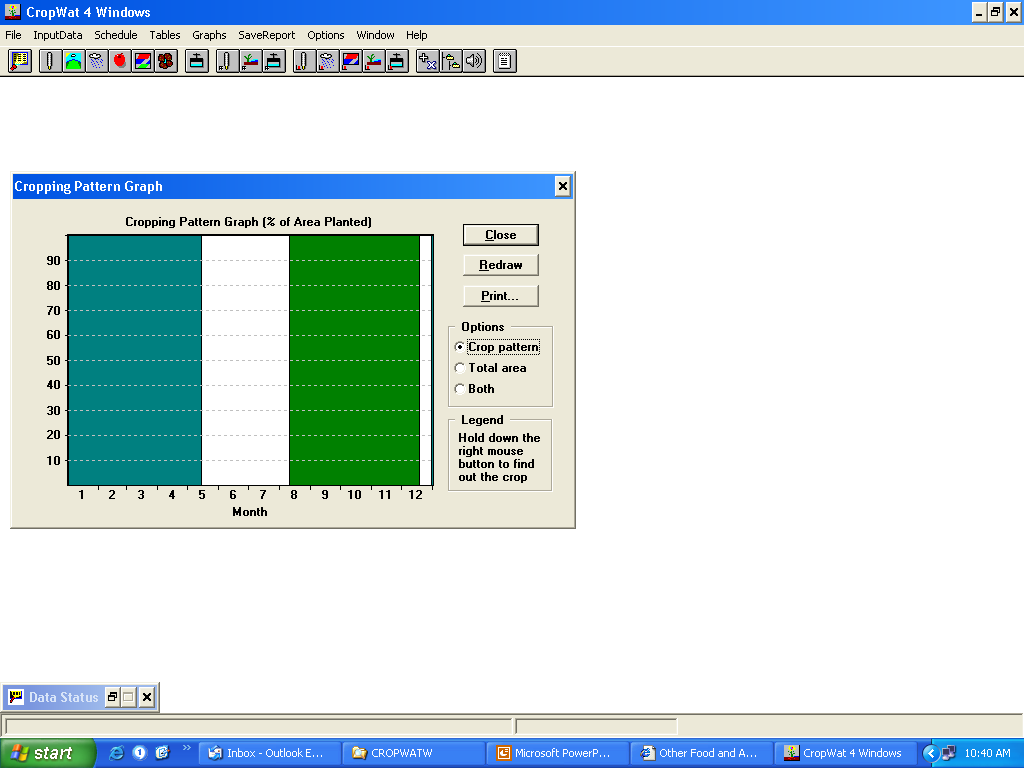 CropWat 4 Windows
File InputData Schedule Tables Graphs SaveReport Options Window Help
Cropping Pattern Graph
Cropping Pattern Graph (% of Area Planted)
90
80
70
60
50
40
30
20
10
1 2 3 4 5 6 7 8 9 10 11 12
Month
Close
Redraw
Print...
Options
Crop pattern
Total area
Both
Legend
Hold down the
right mouse
button to find
out the crop
Data Status
start
Inbox - Outlook E...
CROPWATW
Microsoft PowerP...
Other Food and A...
CropWat 4 Windows
10:40 AM